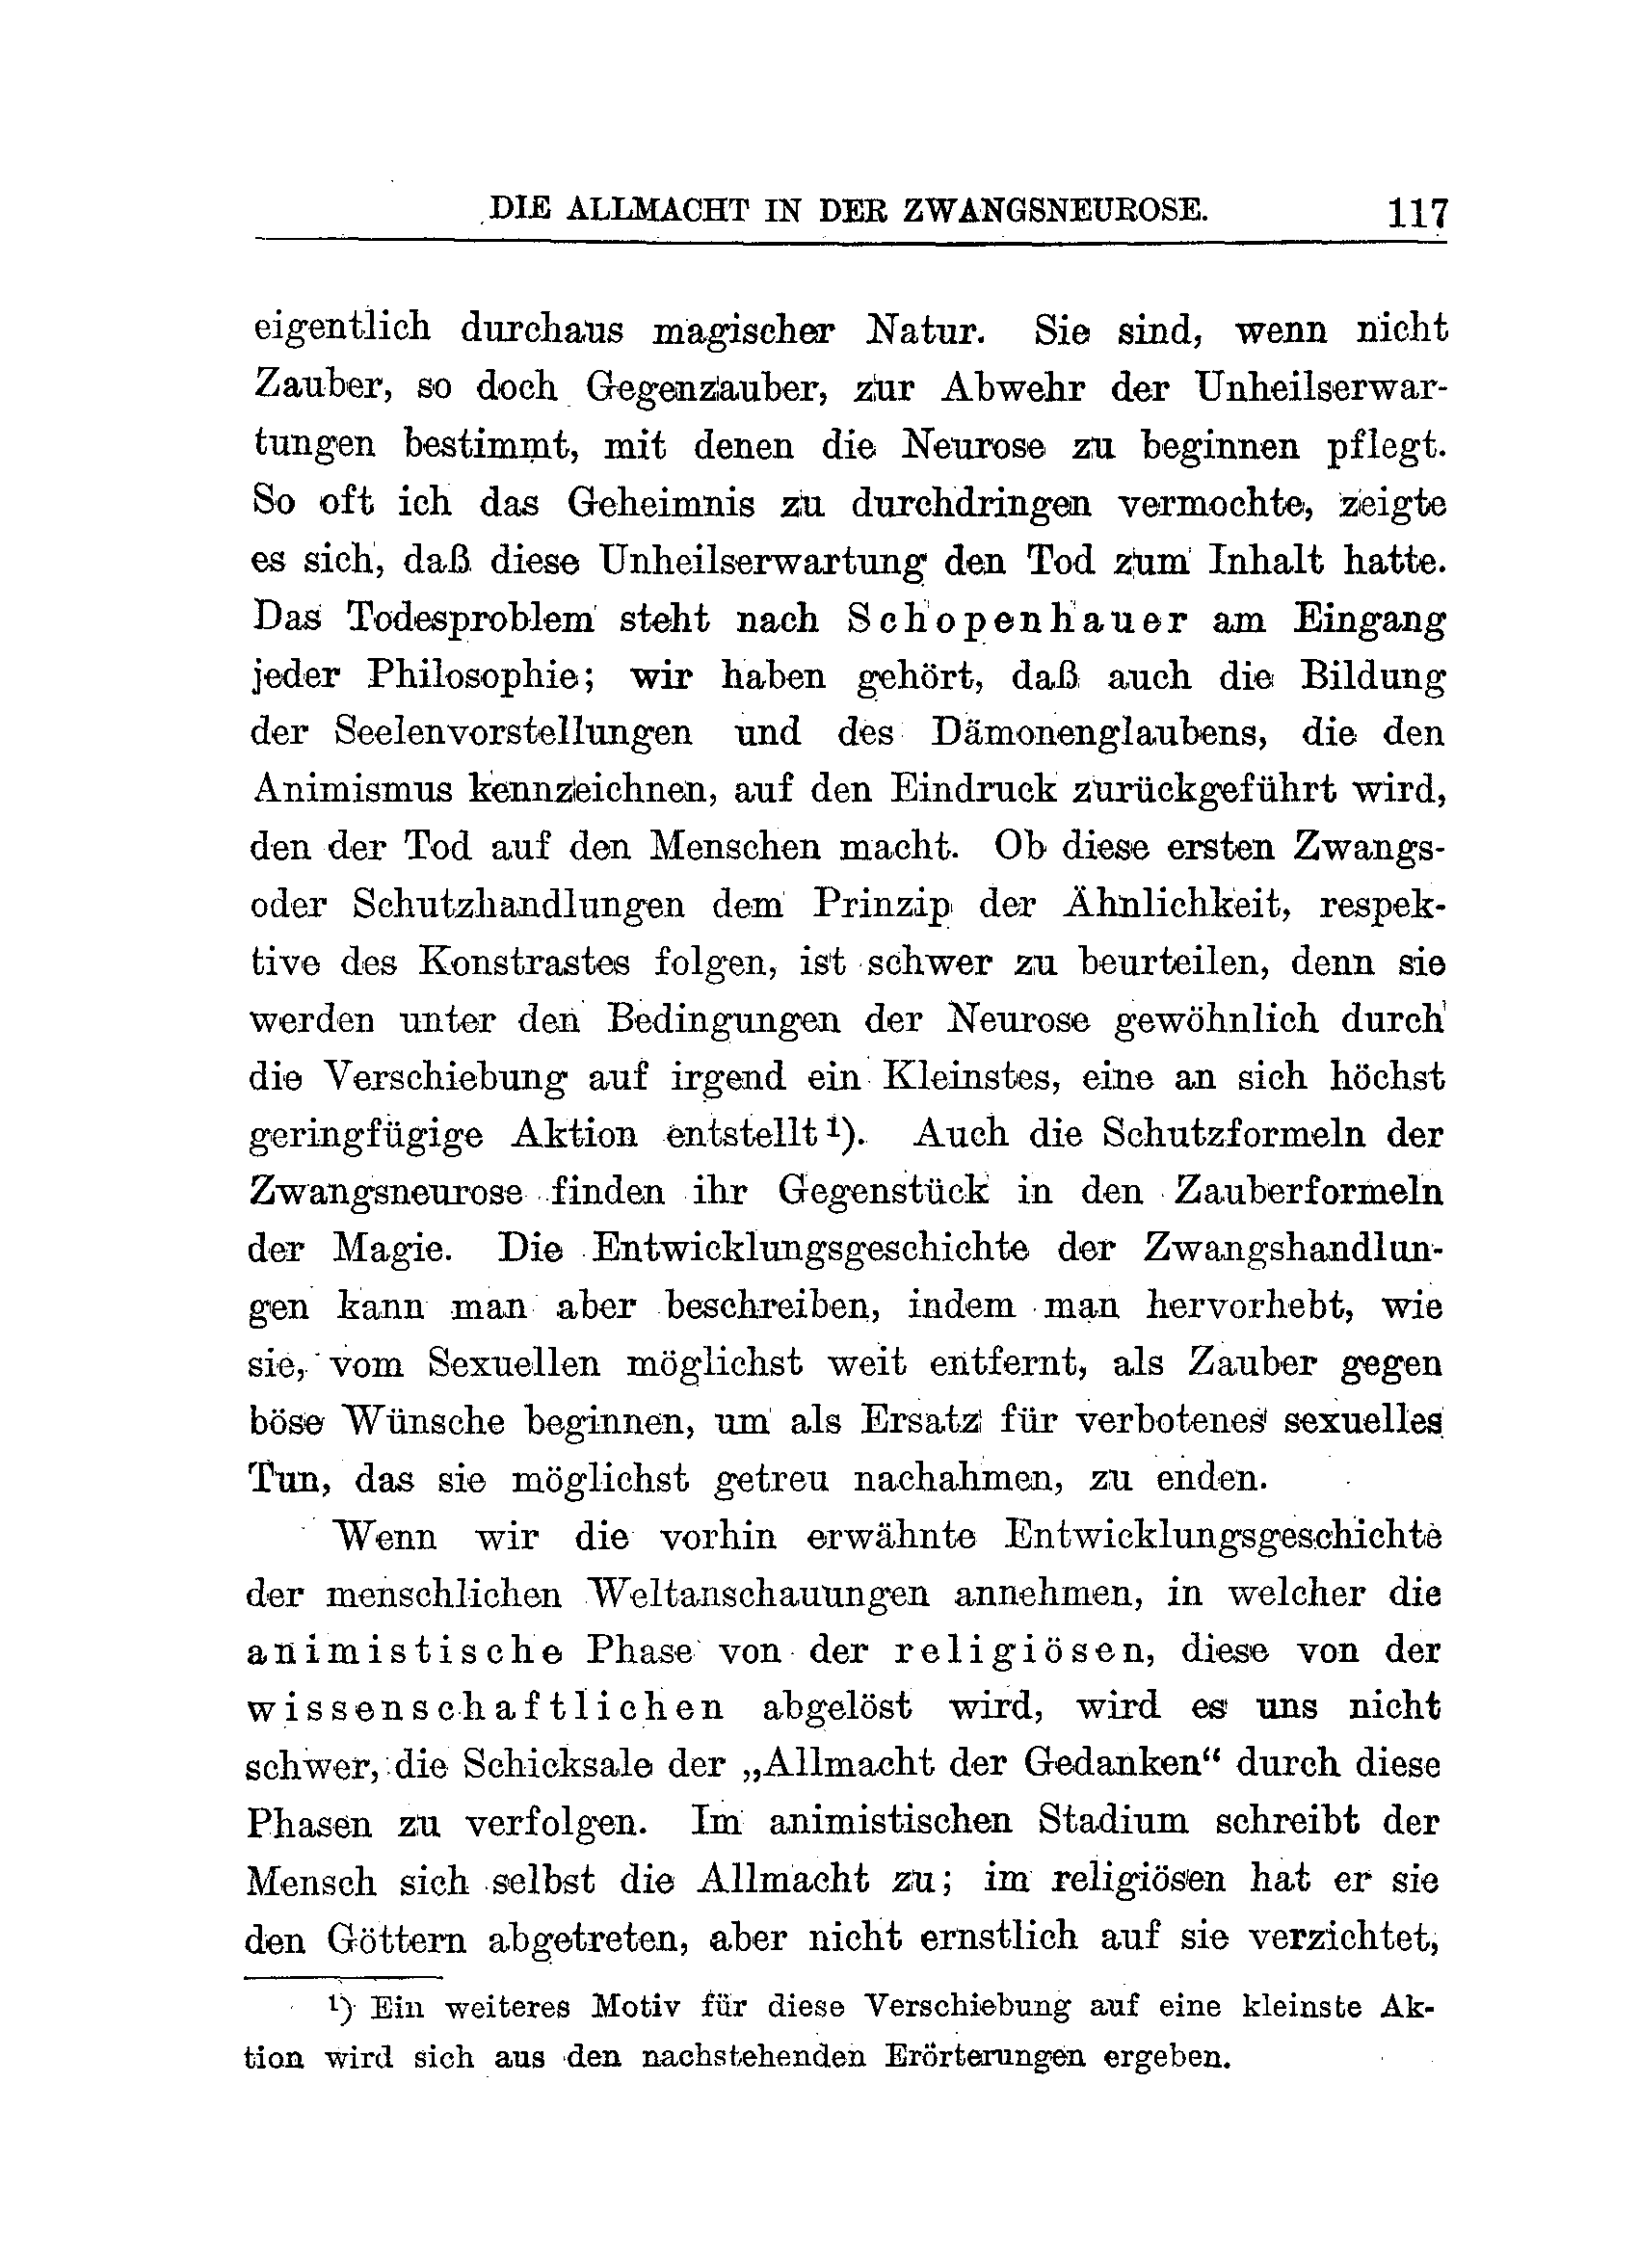 DIE ALLMACHT IN DER ZWANGSNEUROSE. 117
eigentlich durchaus magischer Natur. Sie sind, wenn nicht
Zauber, so doch Gegenzauber, zur Abwehr der Unheilserwar-
tungen bestimmt, mit denen die Neurose zu beginnen pflegt.
So oft ich das Geheimnis zu durchdringen vermochte, zeigte
es sich, daß diese Unheilserwartung den Tod zum Inhalt hatte.
Das Todesproblem steht nach Schopenhauer am Eingang
jeder Philosophie; wir haben gehört, daß auch die Bildung
der Seelenvorstellungen und des Dämonenglaubens, die den
Animismus kennzeichnen, auf den Eindruck zurückgeführt wird,
den der Tod auf den Menschen macht. Ob diese ersten Zwangs-
oder Schutzhandlungen dem Prinzip der Ähnlichkeit, respek-
tive des Konstrastes folgen, ist schwer zu beurteilen, denn sie
werden unter den Bedingungen der Neurose gewöhnlich durch
die Verschiebung auf irgend ein Kleinstes, eine an sich höchst
geringfügige Aktion entstellt¹). Auch die Schutzformeln der
Zwangsneurose finden ihr Gegenstück in den Zauberformeln
der Magie. Die Entwicklungsgeschichte der Zwangshandlun-
gen kann man aber beschreiben, indem man hervorhebt, wie
sie, vom Sexuellen möglichst weit entfernt, als Zauber gegen
böse Wünsche beginnen, um als Ersatz für verbotenes sexuelles
Tun, das sie möglichst getreu nachahmen, zu enden.
Wenn wir die vorhin erwähnte Entwicklungsgeschichte
der menschlichen Weltanschauungen annehmen, in welcher die
animistische Phase von der religiösen, diese von der
wissenschaftlichen abgelöst wird, wird es uns nicht
schwer, die Schicksale der „Allmacht der Gedanken“ durch diese
Phasen zu verfolgen. Im animistischen Stadium schreibt der
Mensch sich selbst die Allmacht zu; im religiösen hat er sie
den Göttern abgetreten, aber nicht ernstlich auf sie verzichtet,
¹) Ein weiteres Motiv für diese Verschiebung auf eine kleinste Ak-
tion wird sich aus den nachstehenden Erörterungen ergeben.